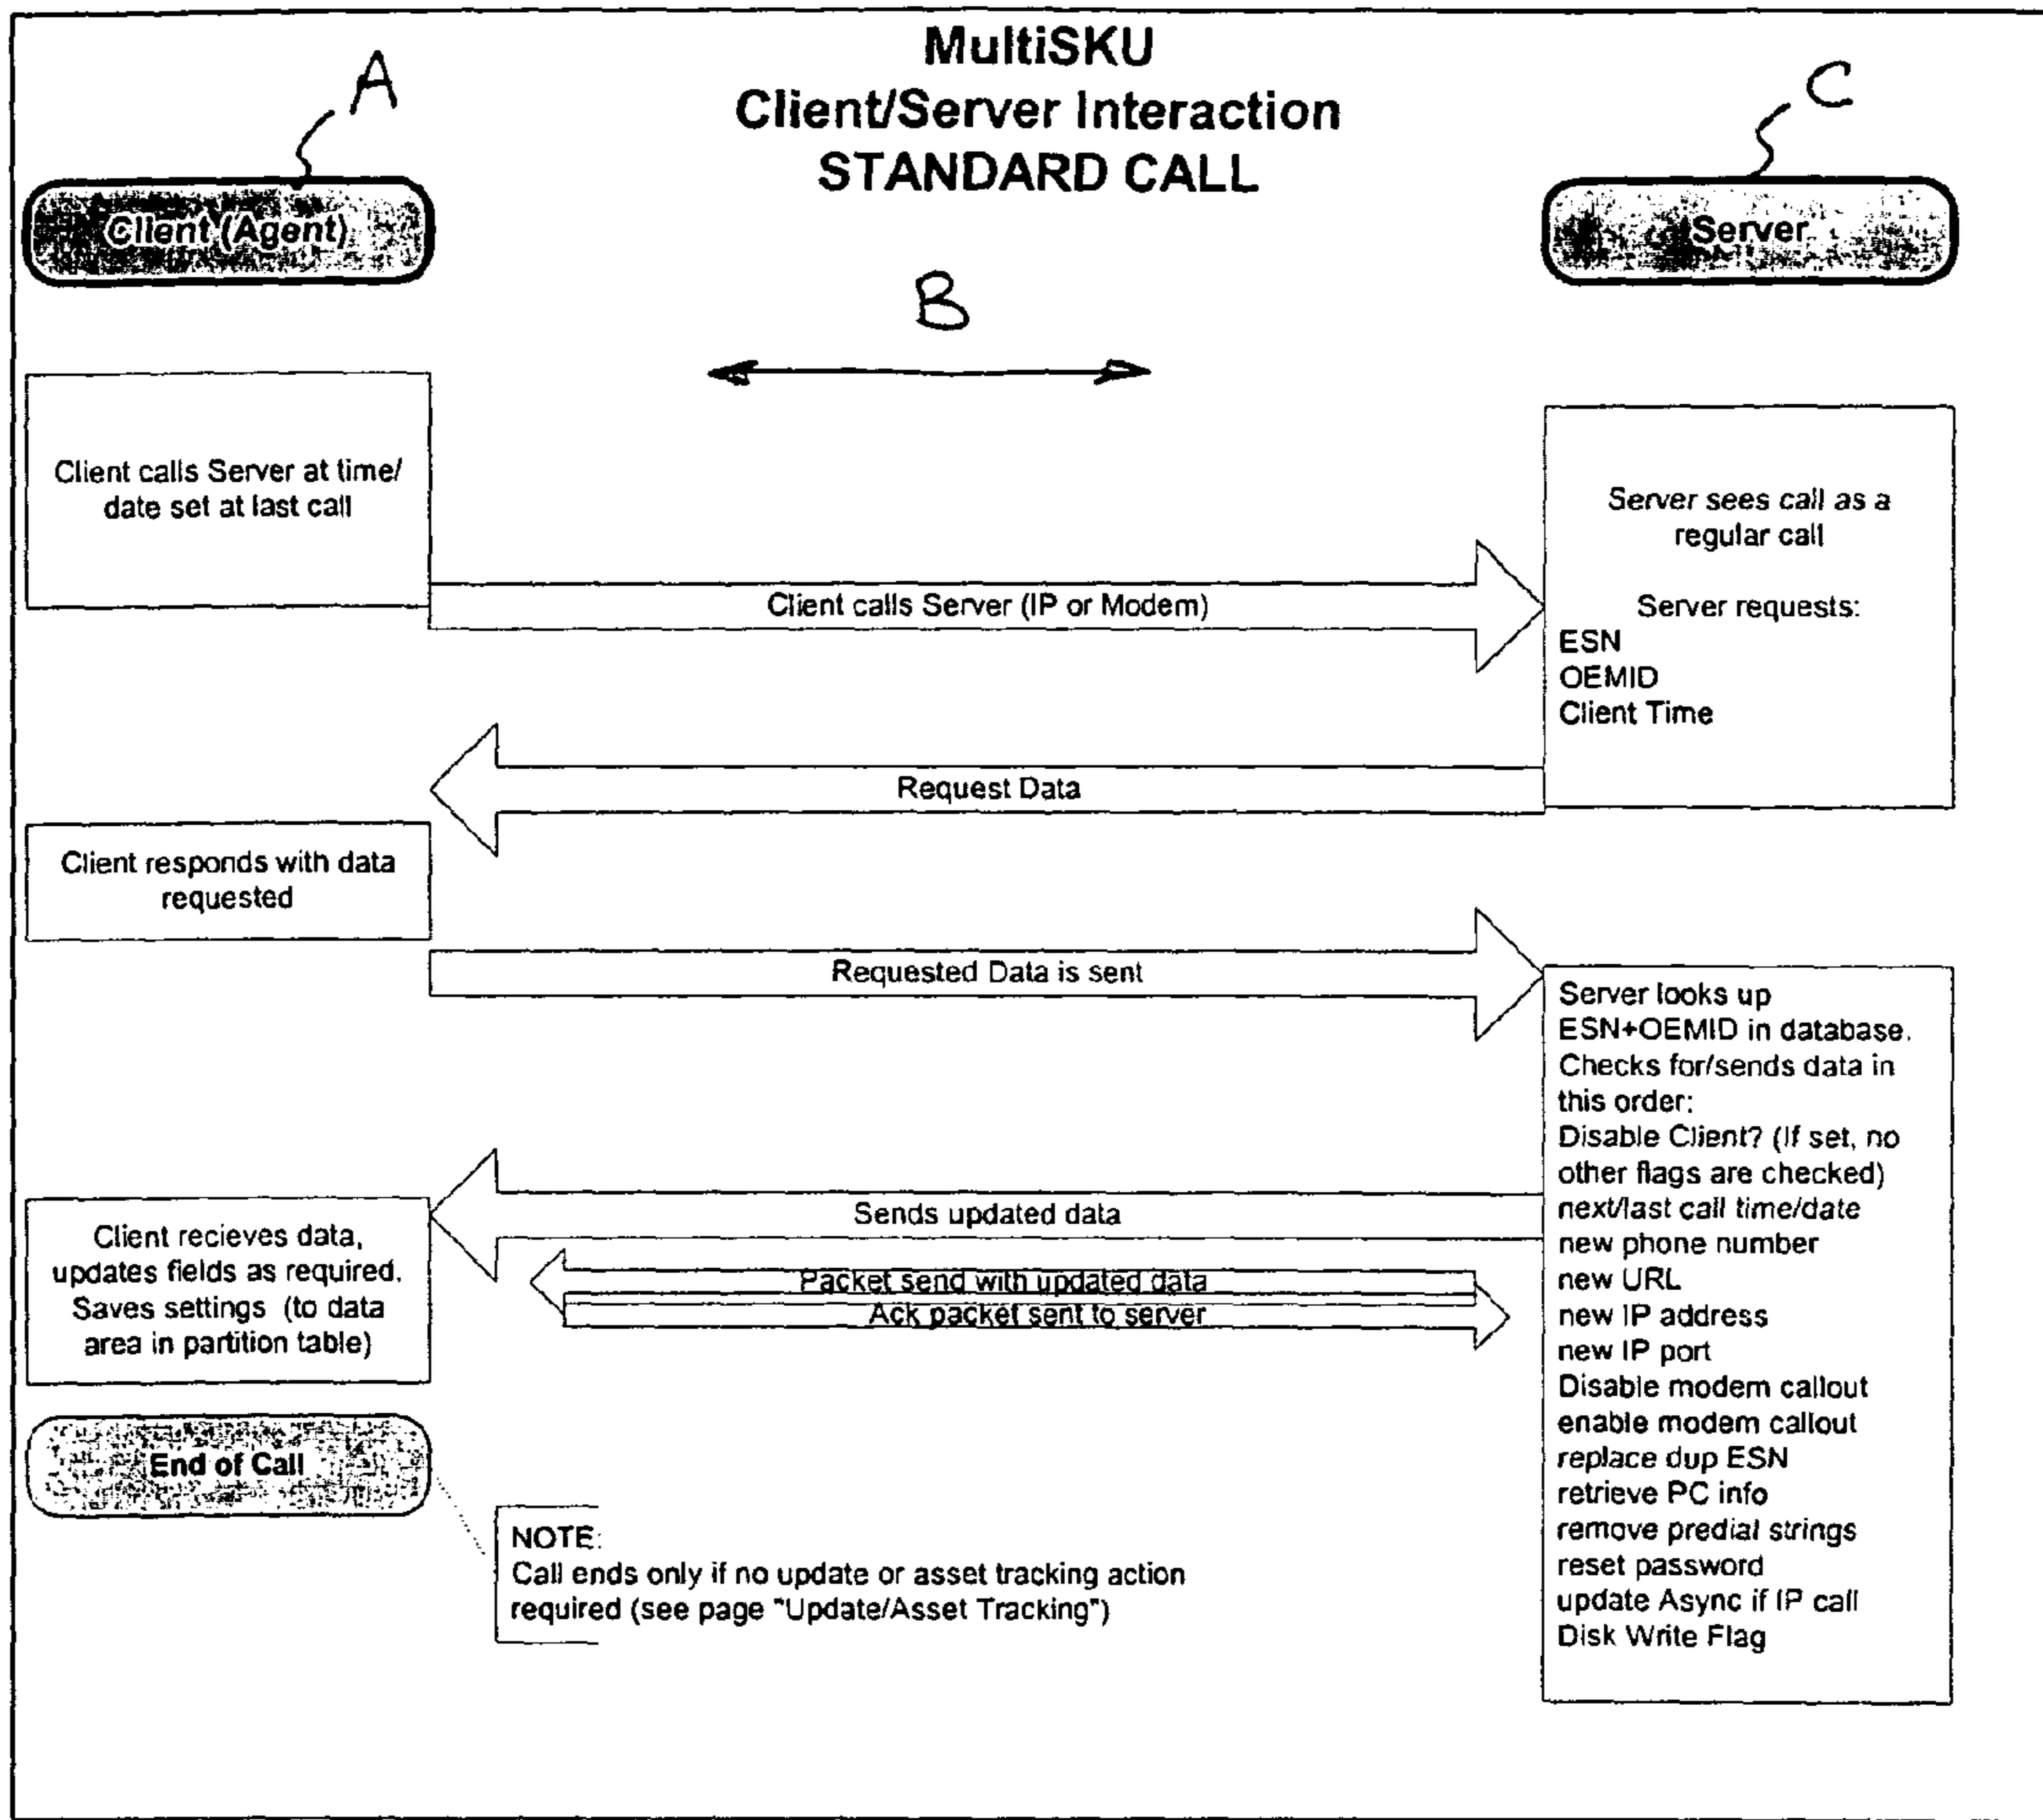 MultiSKU
Client/Server Interaction
STANDARD CALL
A
C
Client (Agent)
Server
B
Client calls Server at time/
date set at last call
Server sees call as a
regular call
Client calls Server (IP or Modem)
Server requests:
ESN
OEMID
Client Time
Request Data
Client responds with data
requested
Requested Data is sent
Server looks up
ESN+OEMID in database.
Checks for/sends data in
this order:
Disable Client? (If set, no
other flags are checked)
next/last call time/date
new phone number
new URL
new IP address
new IP port
Disable modem callout
enable modem callout
replace dup ESN
retrieve PC info
remove predial strings
reset password
update Async if IP call
Disk Write Flag
Sends updated data
Client recieves data,
updates fields as required.
Saves settings (to data
area in partition table)
Packet send with updated data
Ack packet sent to server
End of Call
NOTE:
Call ends only if no update or asset tracking action
required (see page "Update/Asset Tracking")